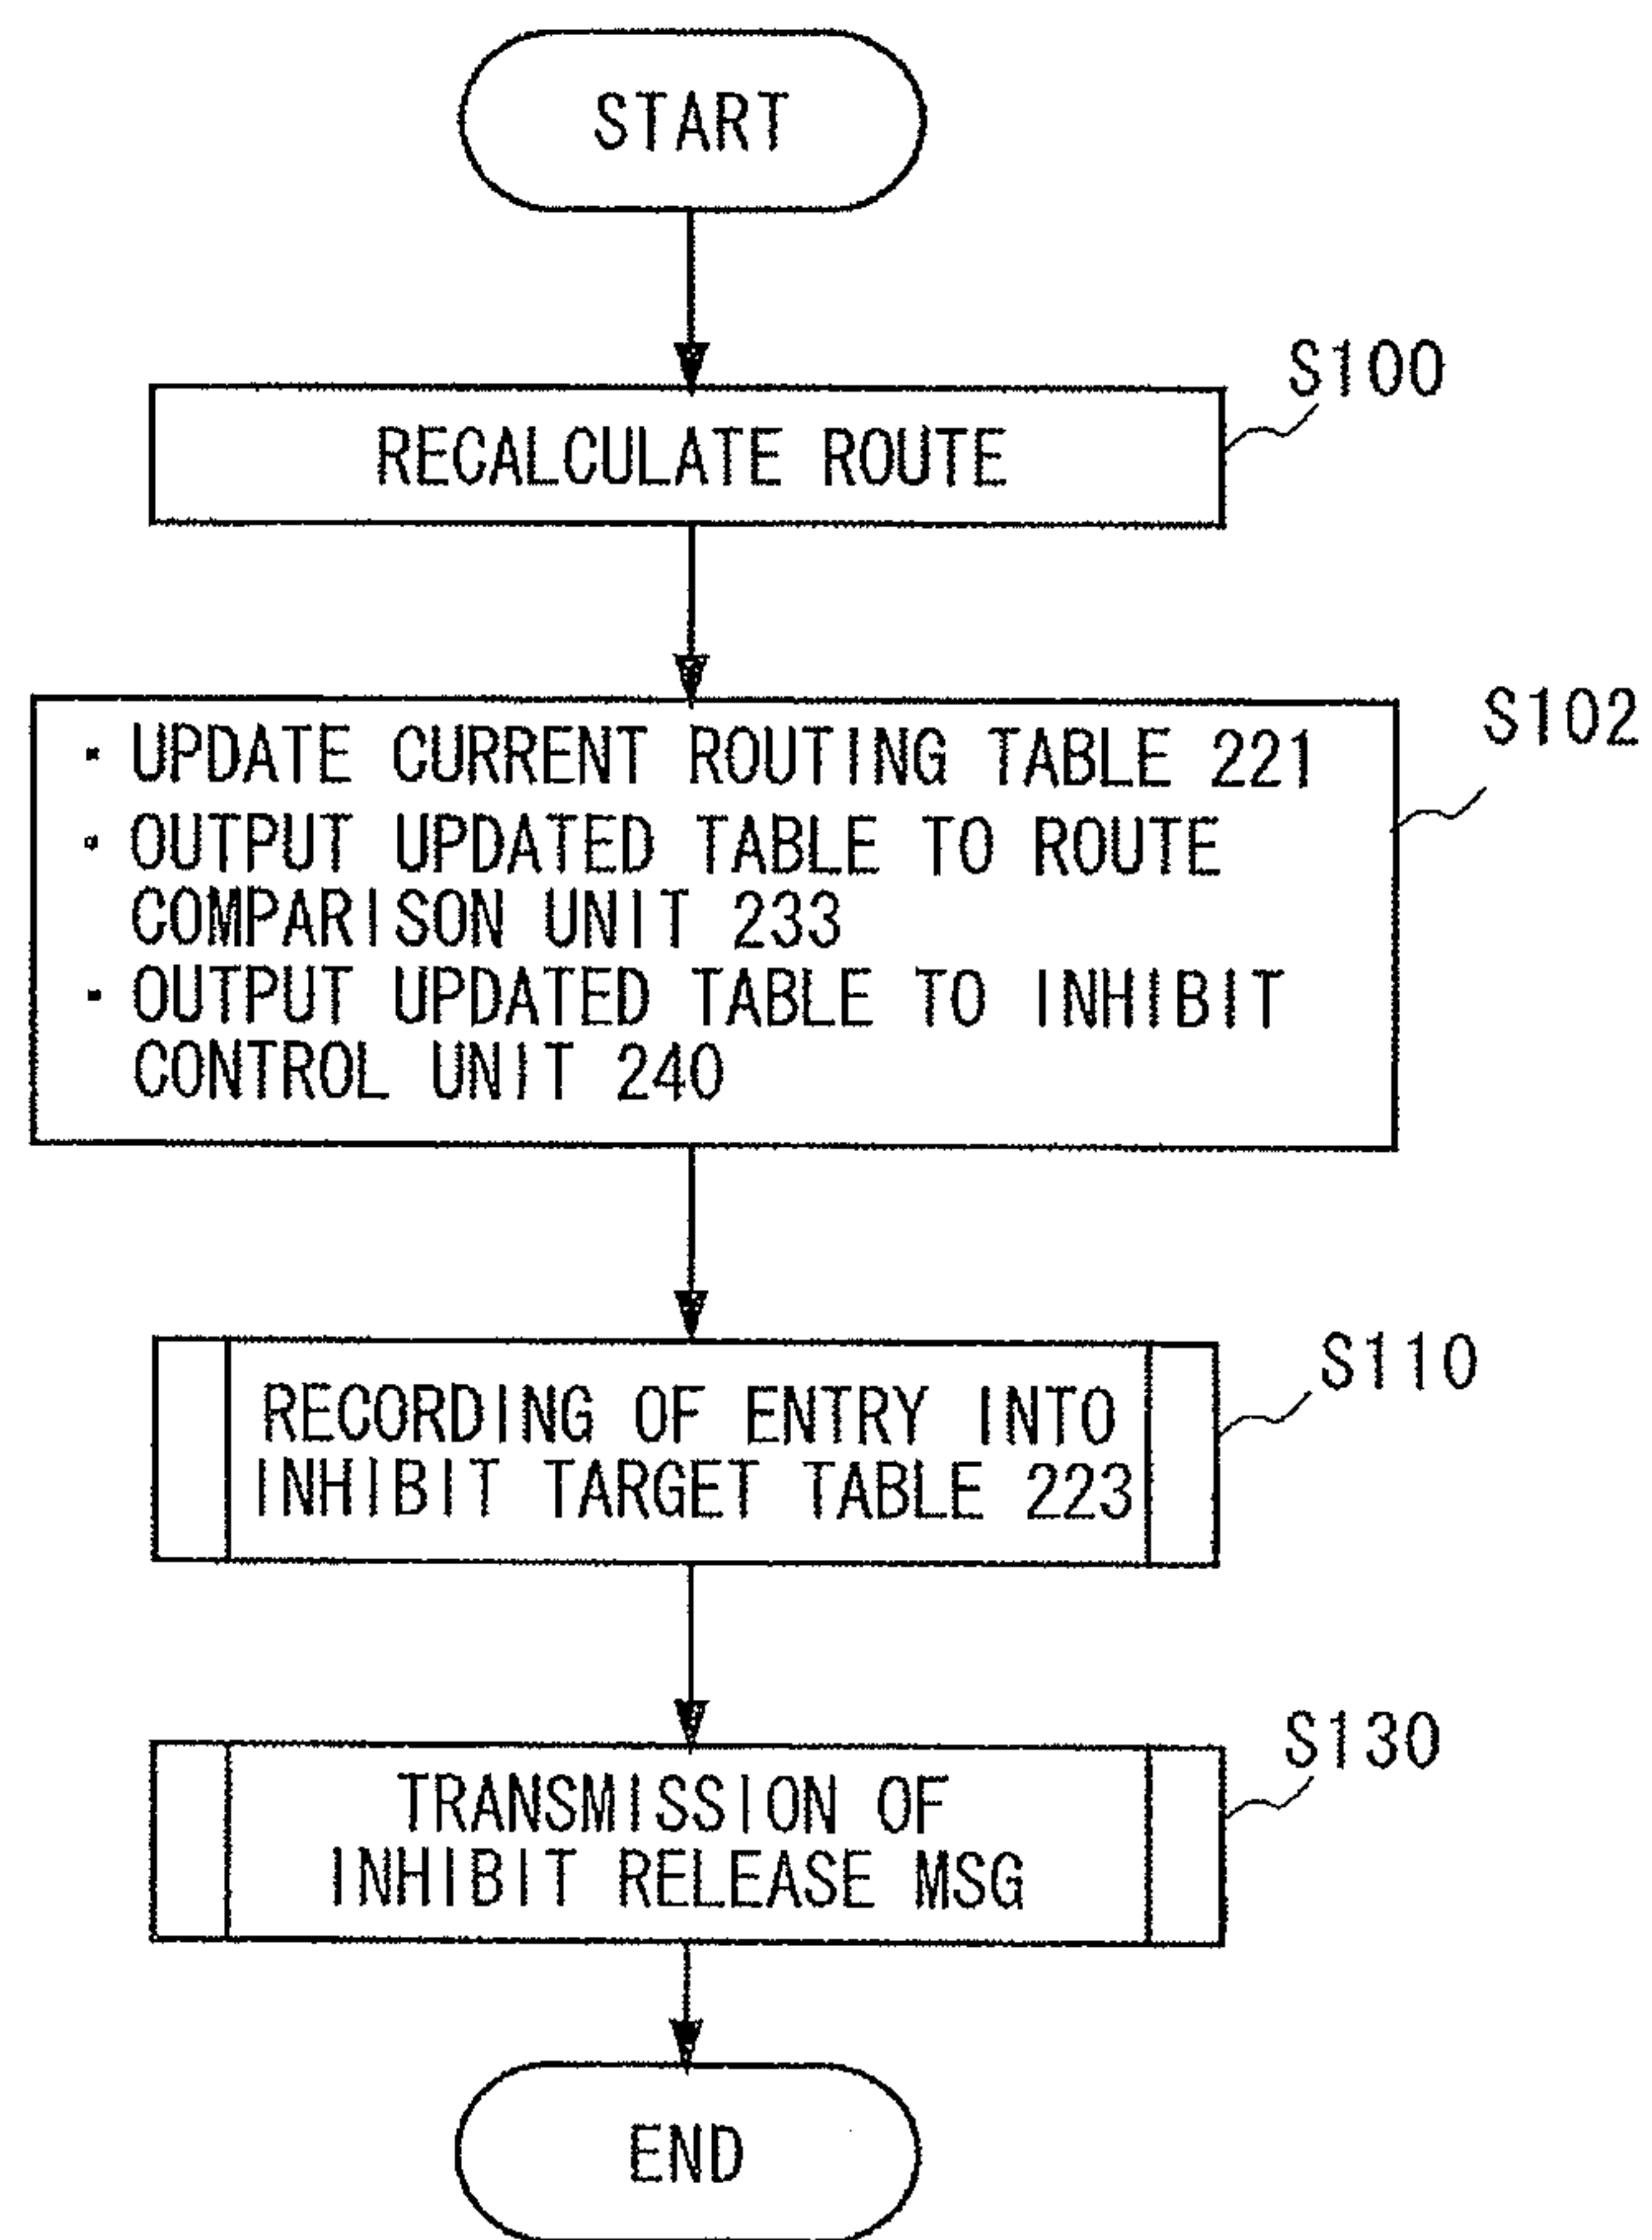 START
S100
RECALCULATE ROUTE
S102
· UPDATE CURRENT ROUTING TABLE 221
· OUTPUT UPDATED TABLE TO ROUTE
COMPARISON UNIT 233
· OUTPUT UPDATED TABLE TO INHIBIT
CONTROL UNIT 240
S110
RECORDING OF ENTRY INTO
INHIBIT TARGET TABLE 223
S130
TRANSMISSION OF
INHIBIT RELEASE MSG
END